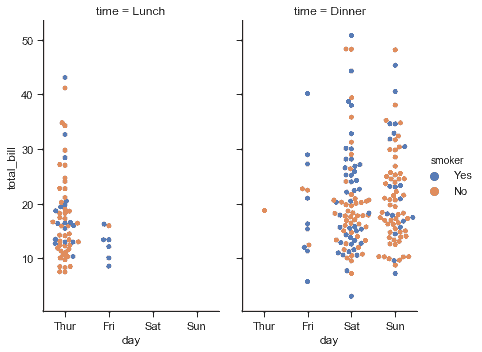 time = Lunch
time = Dinner
50
40
30
20
10
total_bill
Thur Fri Sat Sun
Thur Fri Sat Sun
day
day
smoker
Yes
No